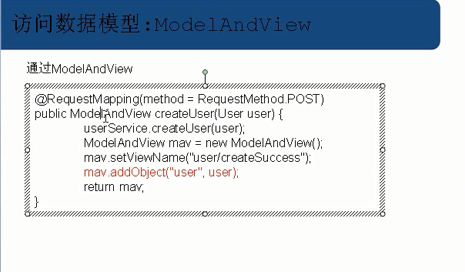 访问数据模型:ModelAndView
通过ModelAndView
@RequestMapping(method = RequestMethod.POST)
public ModelAndView createUser(User user) {
userService.createUser(user);
ModelAndView mav = new ModelAndView();
mav.setViewName("user/createSuccess");
mav.addObject("user", user);
return mav;
}